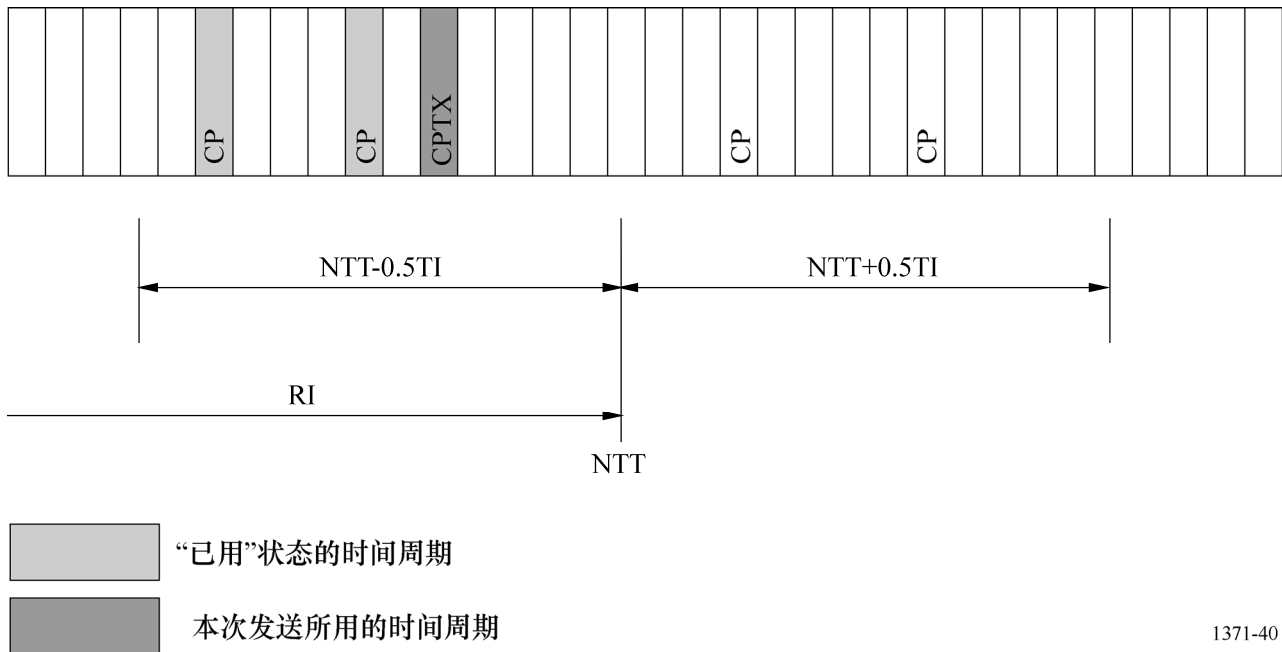 CP
CP
CPTX
CP
CP
NTT-0.5TI
NTT+0.5TI
RI
NTT
“已用”状态的时间周期
本次发送所用的时间周期
1371-40